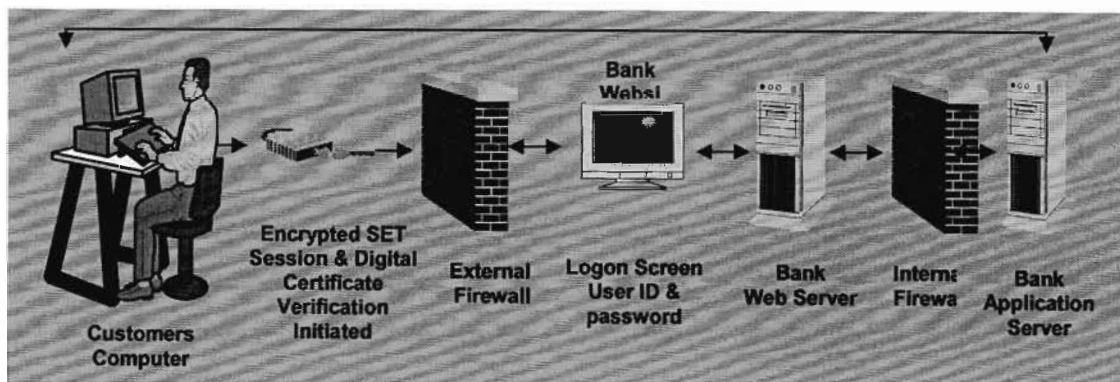 Customers
Computer
Encrypted SET
Session & Digital
Certificate
Verification
Initiated
External
Firewall
Bank
Websi
Logon Screen
User ID &
password
Bank
Web Server
Interna
Firewa
Bank
Application
Server